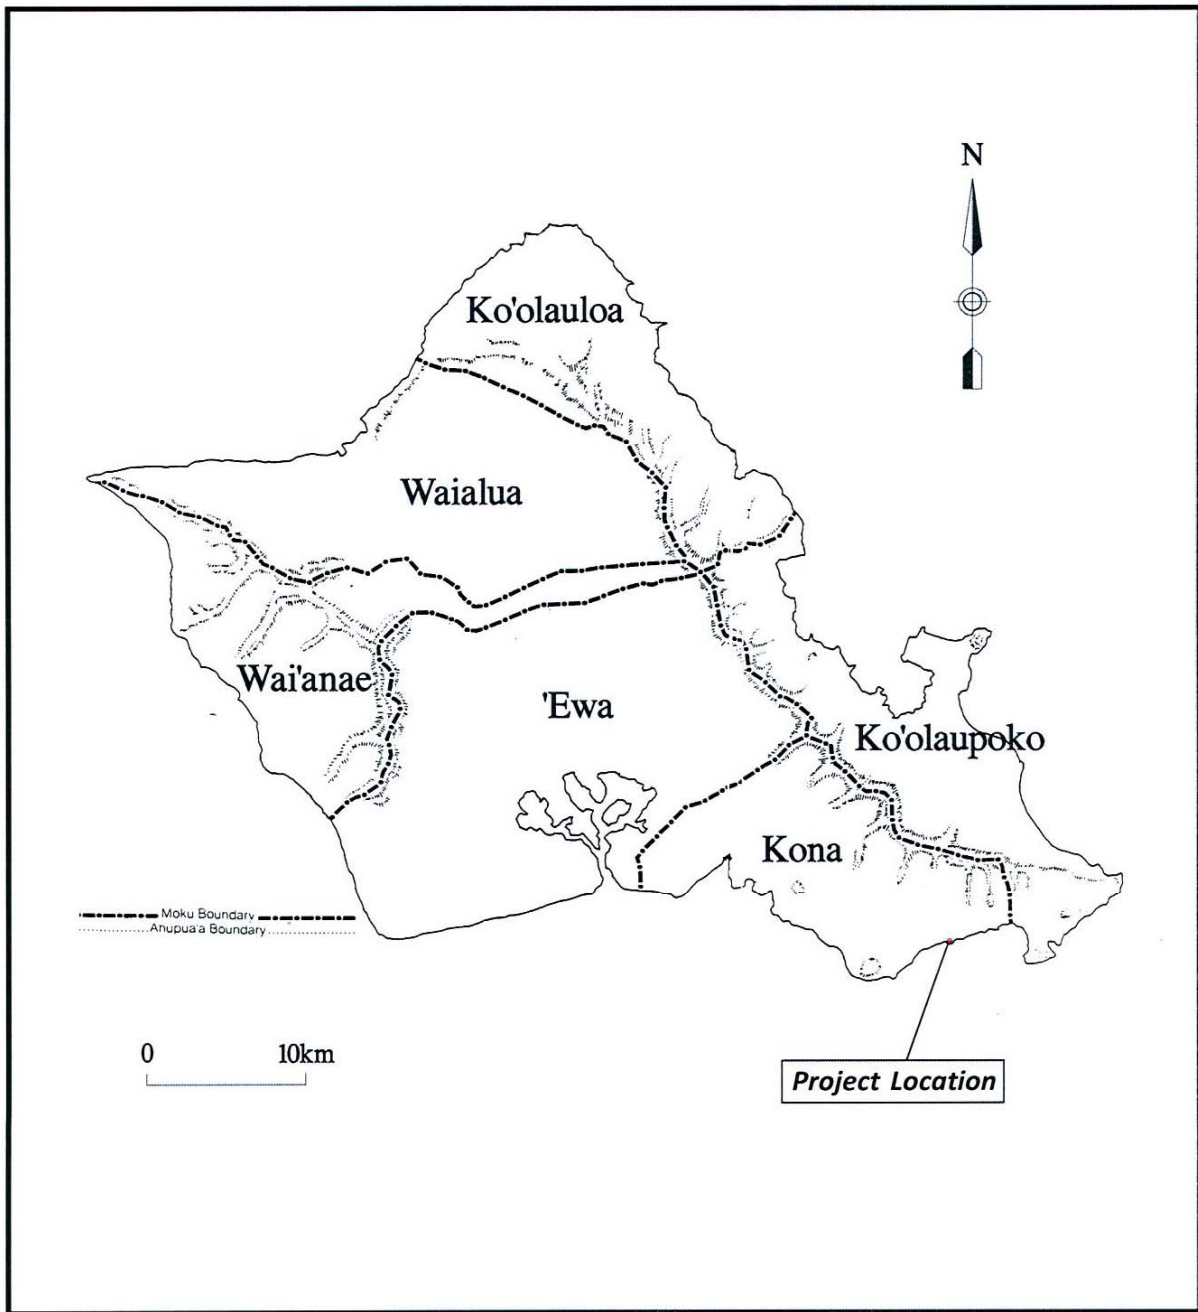 N
Ko'olauloa
Waialua
Wai'anae
'Ewa
Ko'olaupoko
Kona
Moku Boundary
Anupua'a Boundary
0 10km
Project Location